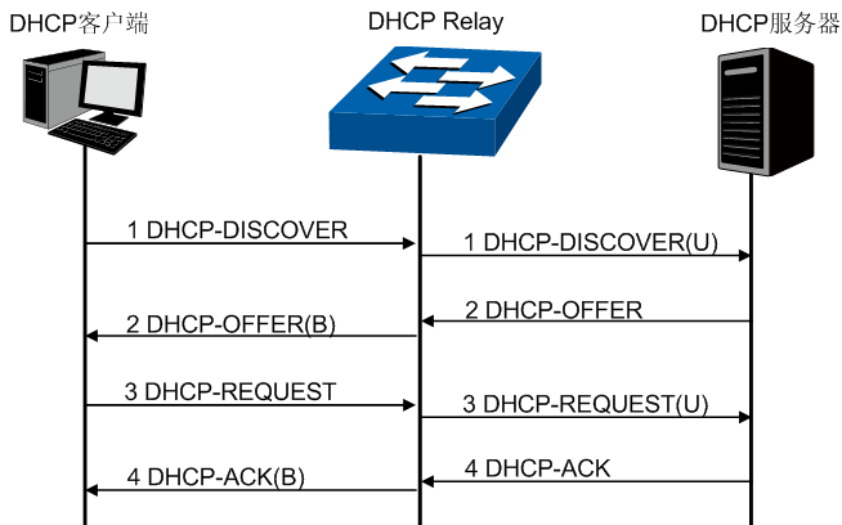 DHCP客户端
DHCP Relay
DHCP服务器
1 DHCP-DISCOVER
1 DHCP-DISCOVER(U)
2 DHCP-OFFER
2 DHCP-OFFER(B)
3 DHCP-REQUEST
3 DHCP-REQUEST(U)
4 DHCP-ACK
4 DHCP-ACK(B)